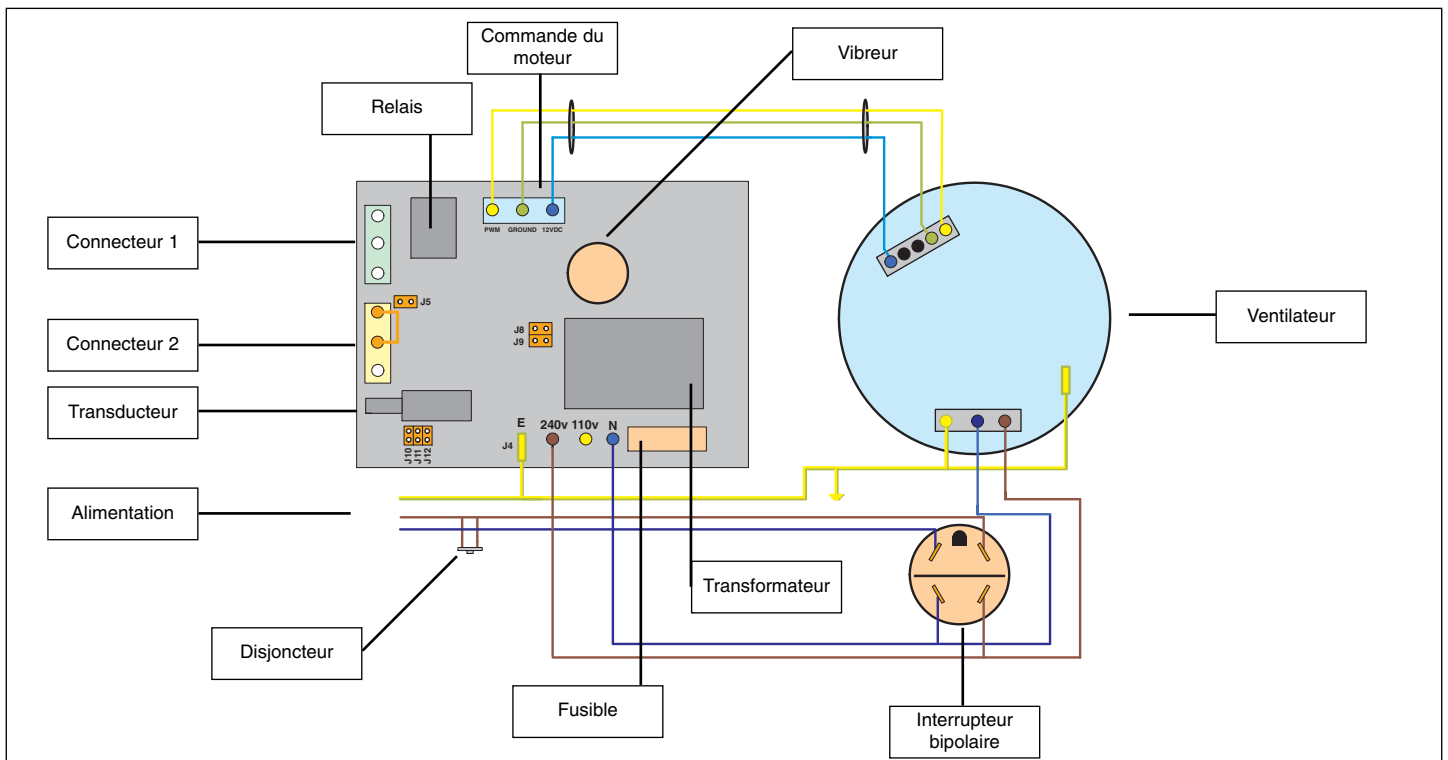 Commande du
moteur
Vibreur
Relais
PWM GROUND 12VDC
Connecteur 1
J5
Ventilateur
Connecteur 2
J8
J9
Transducteur
E 240v 110v N
J4
J10
J11
J12
Alimentation
Transformateur
Disjoncteur
Fusible
Interrupteur
bipolaire